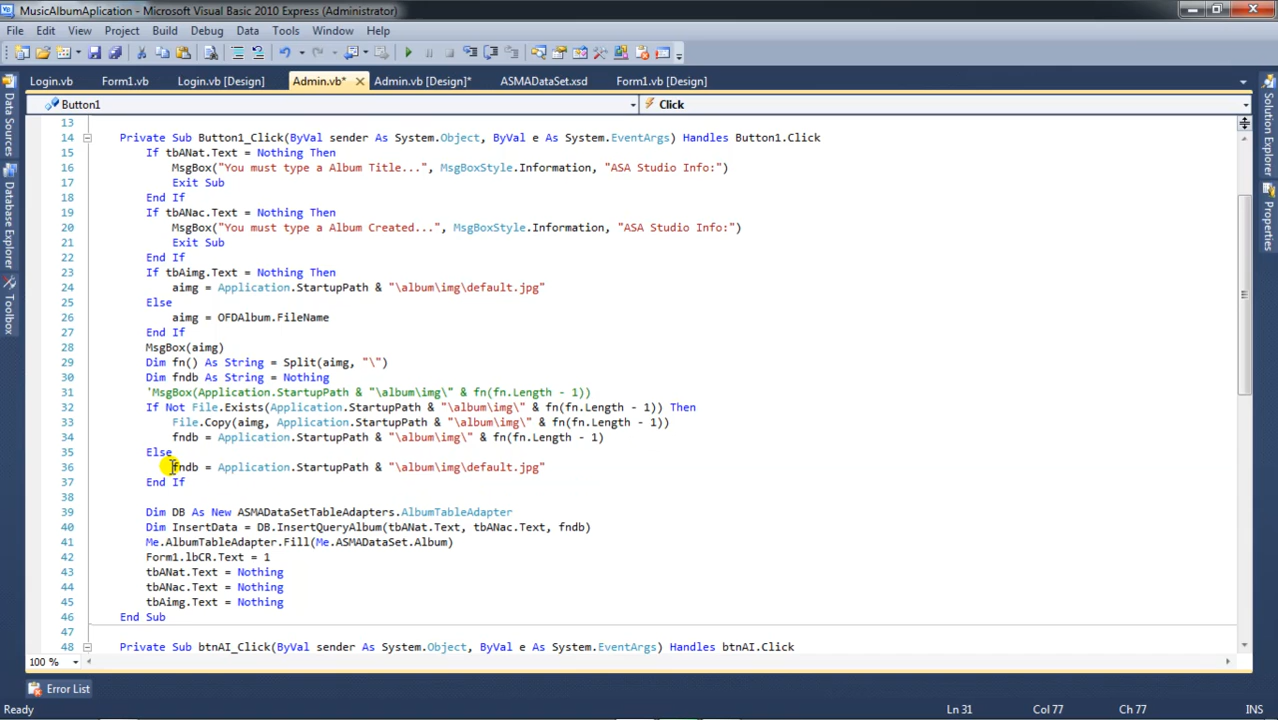 MusicAlbumAplication - Microsoft Visual Basic 2010 Express (Administrator)
File Edit View Project Build Debug Data Tools Window Help
Login.vb Form1.vb Login.vb [Design] Admin.vb* Admin.vb [Design]* ASMADataSet.xsd Form1.vb [Design]
Button1 Click
Data Sources
Database Explorer
Toolbox
Solution Explorer
Properties
13
14 Private Sub Button1_Click(ByVal sender As System.Object, ByVal e As System.EventArgs) Handles Button1.Click
15 If tbANat.Text = Nothing Then
16 MsgBox("You must type a Album Title...", MsgBoxStyle.Information, "ASA Studio Info:")
17 Exit Sub
18 End If
19 If tbANac.Text = Nothing Then
20 MsgBox("You must type a Album Created...", MsgBoxStyle.Information, "ASA Studio Info:")
21 Exit Sub
22 End If
23 If tbAimg.Text = Nothing Then
24 aimg = Application.StartupPath & "\album\img\default.jpg"
25 Else
26 aimg = OFDAlbum.FileName
27 End If
28 MsgBox(aimg)
29 Dim fn() As String = Split(aimg, "\")
30 Dim fndb As String = Nothing
31 'MsgBox(Application.StartupPath & "\album\img\" & fn(fn.Length - 1))
32 If Not File.Exists(Application.StartupPath & "\album\img\" & fn(fn.Length - 1)) Then
33 File.Copy(aimg, Application.StartupPath & "\album\img\" & fn(fn.Length - 1))
34 fndb = Application.StartupPath & "\album\img\" & fn(fn.Length - 1)
35 Else
36 fndb = Application.StartupPath & "\album\img\default.jpg"
37 End If
38
39 Dim DB As New ASMADataSetTableAdapters.AlbumTableAdapter
40 Dim InsertData = DB.InsertQueryAlbum(tbANat.Text, tbANac.Text, fndb)
41 Me.AlbumTableAdapter.Fill(Me.ASMADataSet.Album)
42 Form1.lbCR.Text = 1
43 tbANat.Text = Nothing
44 tbANac.Text = Nothing
45 tbAimg.Text = Nothing
46 End Sub
47
48 Private Sub btnAI_Click(ByVal sender As System.Object, ByVal e As System.EventArgs) Handles btnAI.Click
100 %
Error List
Ready Ln 31 Col 77 Ch 77 INS